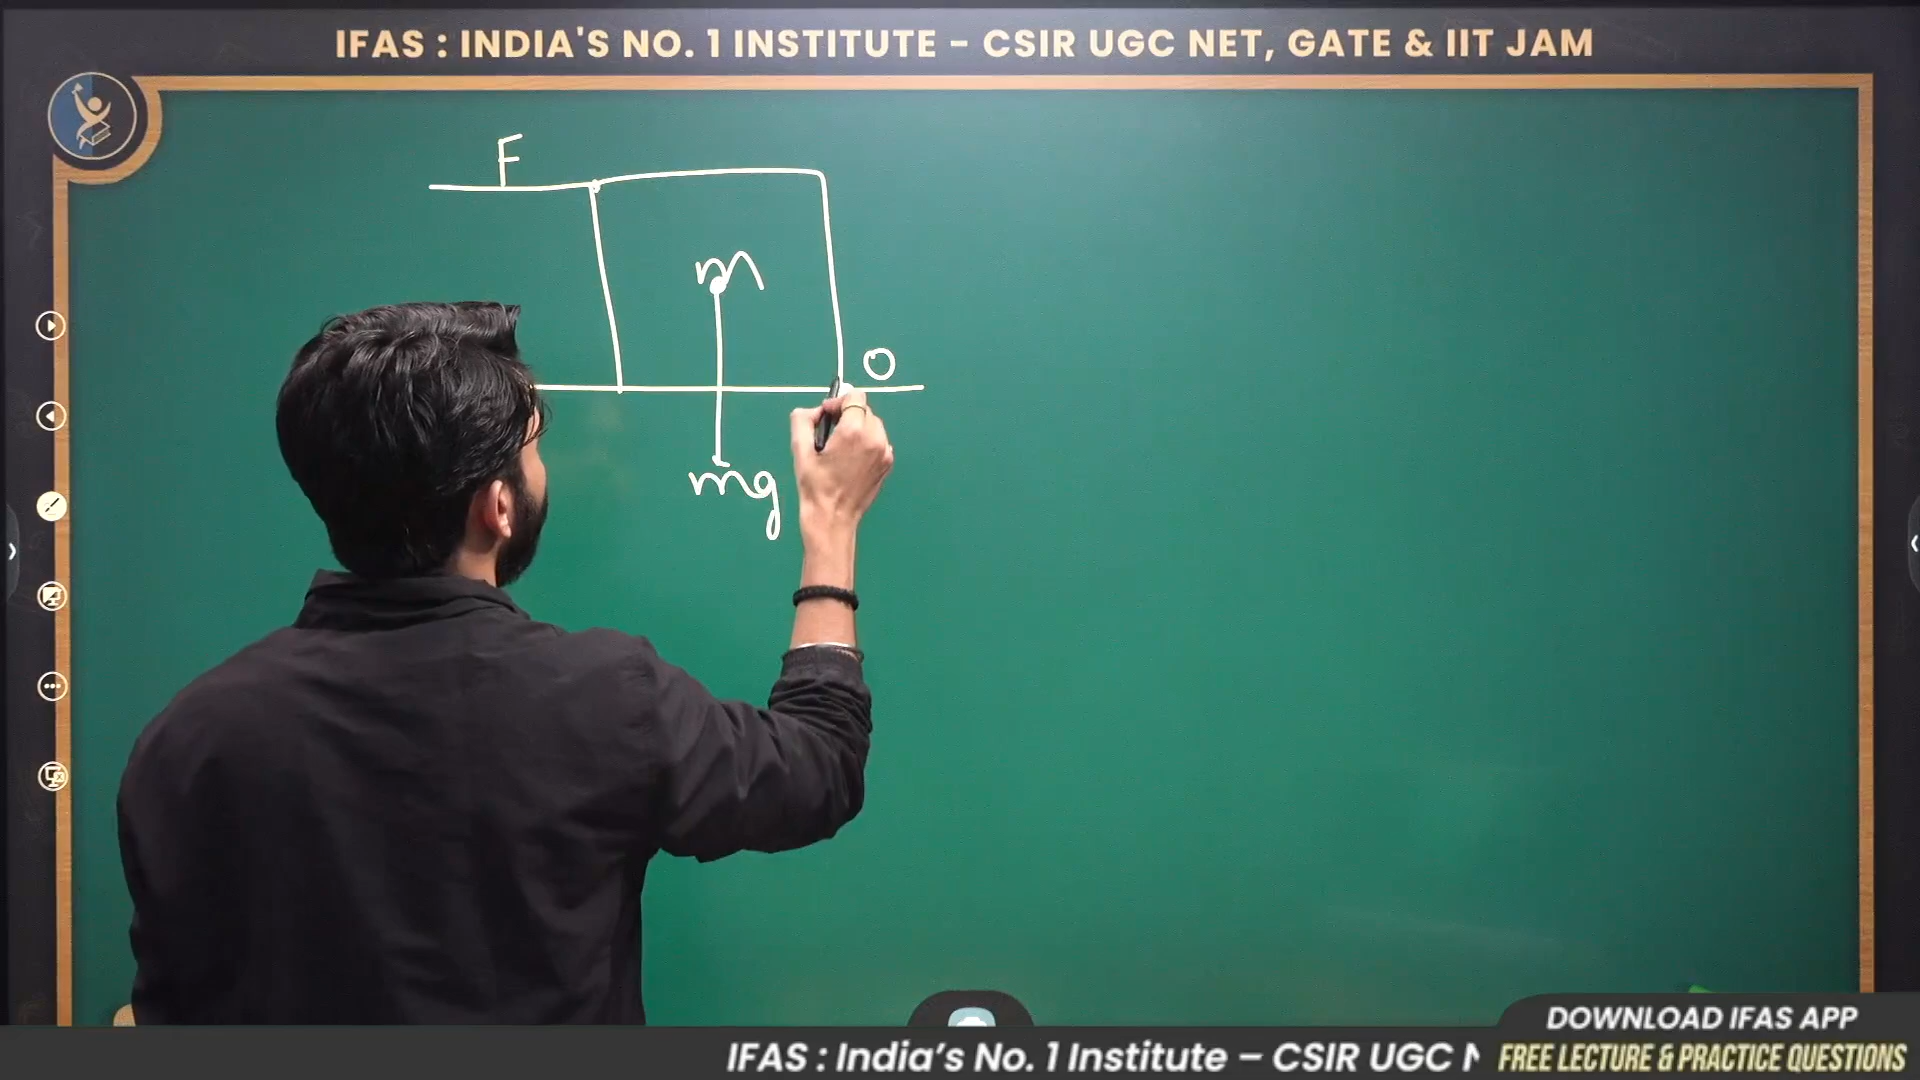 IFAS : INDIA'S NO. 1 INSTITUTE – CSIR UGC NET, GATE & IIT JAM
F
m
O
mg
DOWNLOAD IFAS APP
IFAS : India's No. 1 Institute – CSIR UGC
FREE LECTURE & PRACTICE QUESTIONS